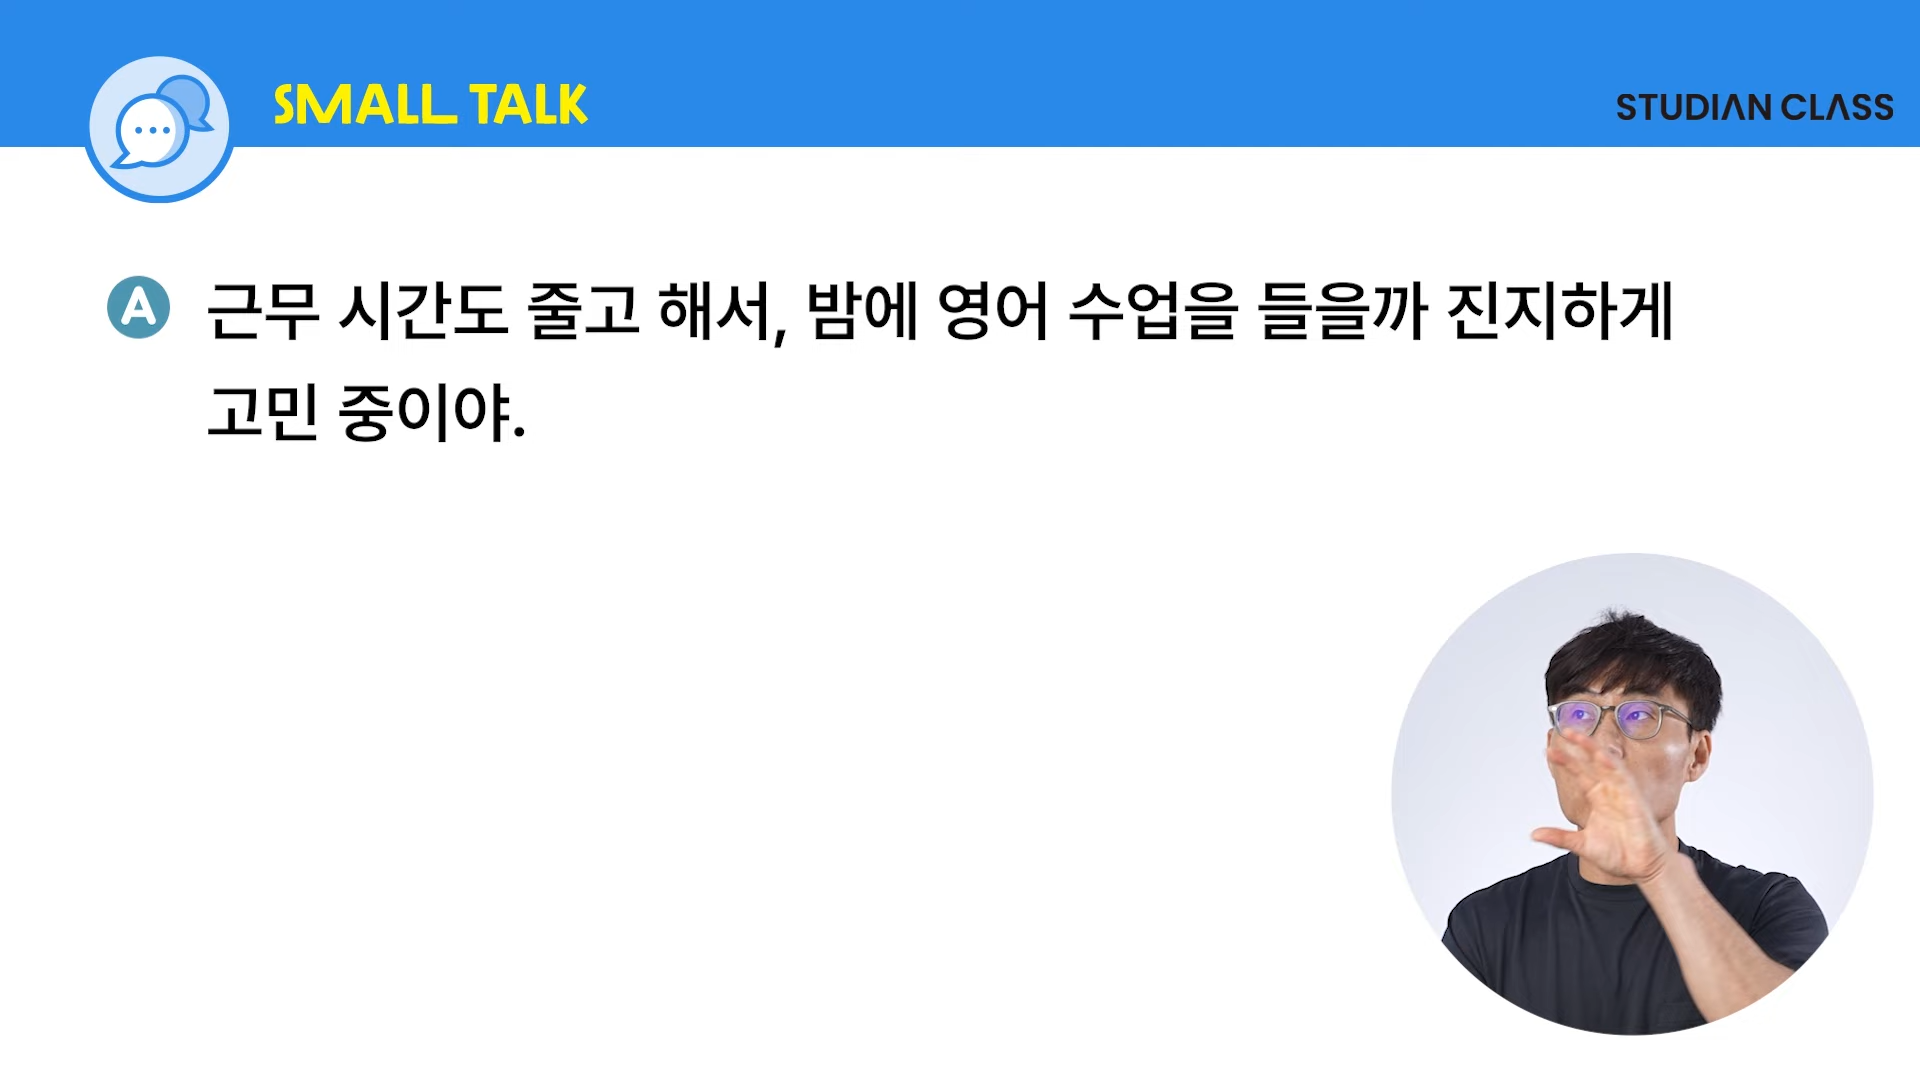 SMALL TALK
STUDIAN CLASS
A 근무 시간도 줄고 해서, 밤에 영어 수업을 들을까 진지하게
고민 중이야.